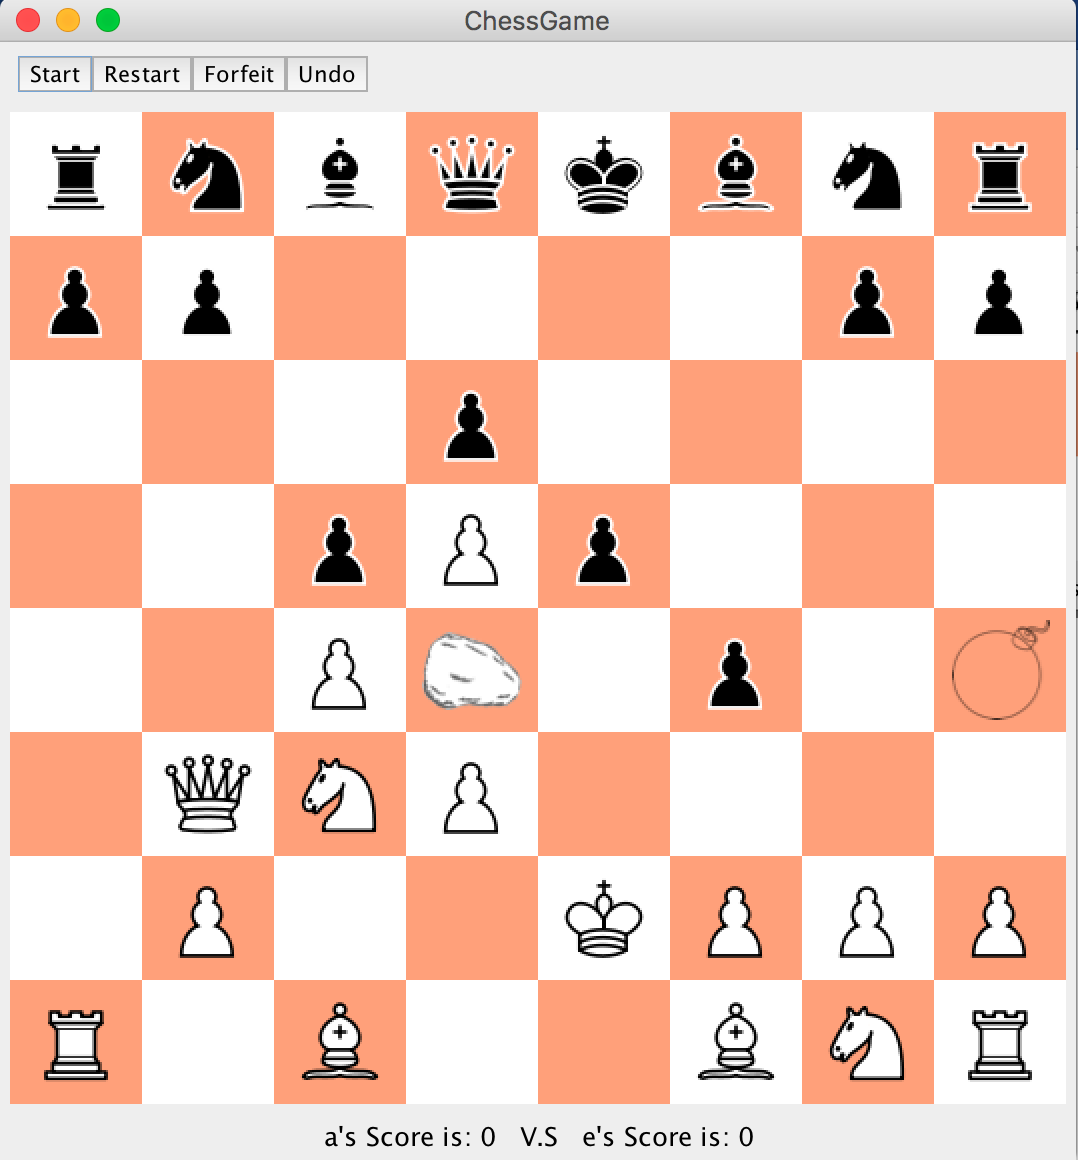 ChessGame
Start Restart Forfeit Undo
a's Score is: 0 V.S e's Score is: 0